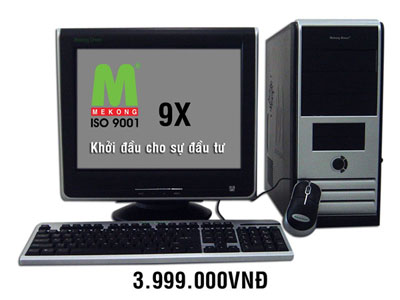 M
MEKONG
ISO 9001
9X
Khởi đầu cho sự đầu tư
3.999.000VNĐ